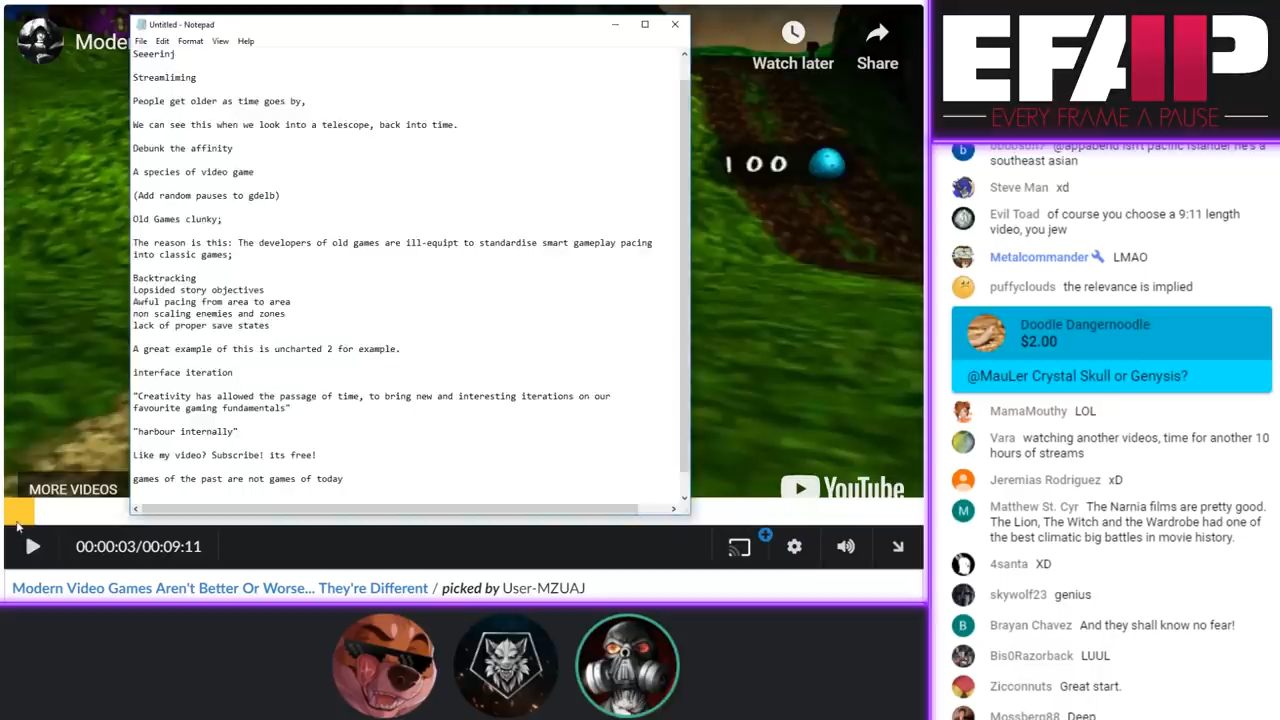 Untitled - Notepad
File Edit Format View Help
Seeerinj
Streamliming
People get older as time goes by,
We can see this when we look into a telescope, back into time.
Debunk the affinity
A species of video game
(Add random pauses to gdelb)
Old Games clunky;
The reason is this: The developers of old games are ill-equipt to standardise smart gameplay pacing
into classic games;
Backtracking
Lopsided story objectives
Awful pacing from area to area
non scaling enemies and zones
lack of proper save states
A great example of this is uncharted 2 for example.
interface iteration
"Creativity has allowed the passage of time, to bring new and interesting iterations on our
favourite gaming fundamentals"
"harbour internally"
Like my video? Subscribe! its free!
games of the past are not games of today
Mode
Watch later
Share
100
MORE VIDEOS
YouTube
00:00:03/00:09:11
Modern Video Games Aren't Better Or Worse... They're Different / picked by User-MZUAJ
EFAP
EVERY FRAME A PAUSE
@appabend isn't pacific islander he's a
southeast asian
Steve Man xd
Evil Toad of course you choose a 9:11 length
video, you jew
Metalcommander LMAO
puffyclouds the relevance is implied
Doodle Dangernoodle
$2.00
@MauLer Crystal Skull or Genysis?
MamaMouthy LOL
Vara watching another videos, time for another 10
hours of streams
Jeremias Rodriguez xD
Matthew St. Cyr The Narnia films are pretty good.
The Lion, The Witch and the Wardrobe had one of
the best climatic big battles in movie history.
4santa XD
skywolf23 genius
Brayan Chavez And they shall know no fear!
Bis0Razorback LUUL
Zicconuts Great start.
Mossberg88 Deep